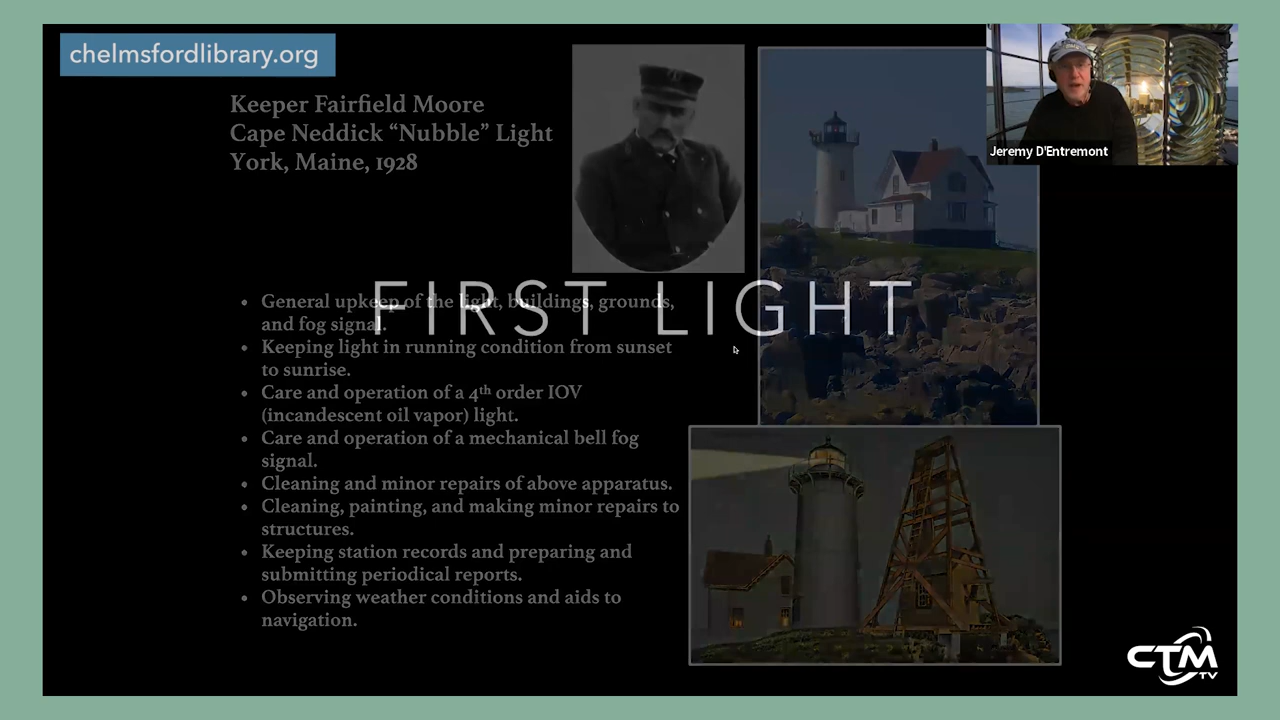 chelmsfordlibrary.org
Keeper Fairfield Moore
Cape Neddick “Nubble” Light
York, Maine, 1928
Jeremy D'Entremont
FIRST LIGHT
• General upkeep of the light, buildings, grounds,
and fog signal.
• Keeping light in running condition from sunset
to sunrise.
• Care and operation of a 4th order IOV
(incandescent oil vapor) light.
• Care and operation of a mechanical bell fog
signal.
• Cleaning and minor repairs of above apparatus.
• Cleaning, painting, and making minor repairs to
structures.
• Keeping station records and preparing and
submitting periodical reports.
• Observing weather conditions and aids to
navigation.
CTM
TV